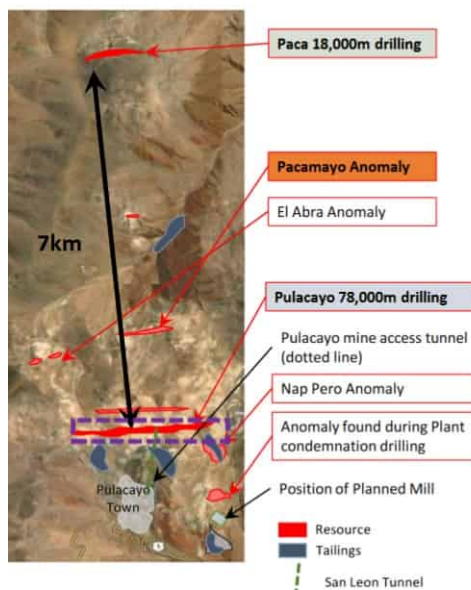 Paca 18,000m drilling
Pacamayo Anomaly
El Abra Anomaly
7km
Pulacayo 78,000m drilling
Pulacayo mine access tunnel
(dotted line)
Nap Pero Anomaly
Anomaly found during Plant
condemnation drilling
Pulacayo
Town
Position of Planned Mill
Resource
Tailings
San Leon Tunnel